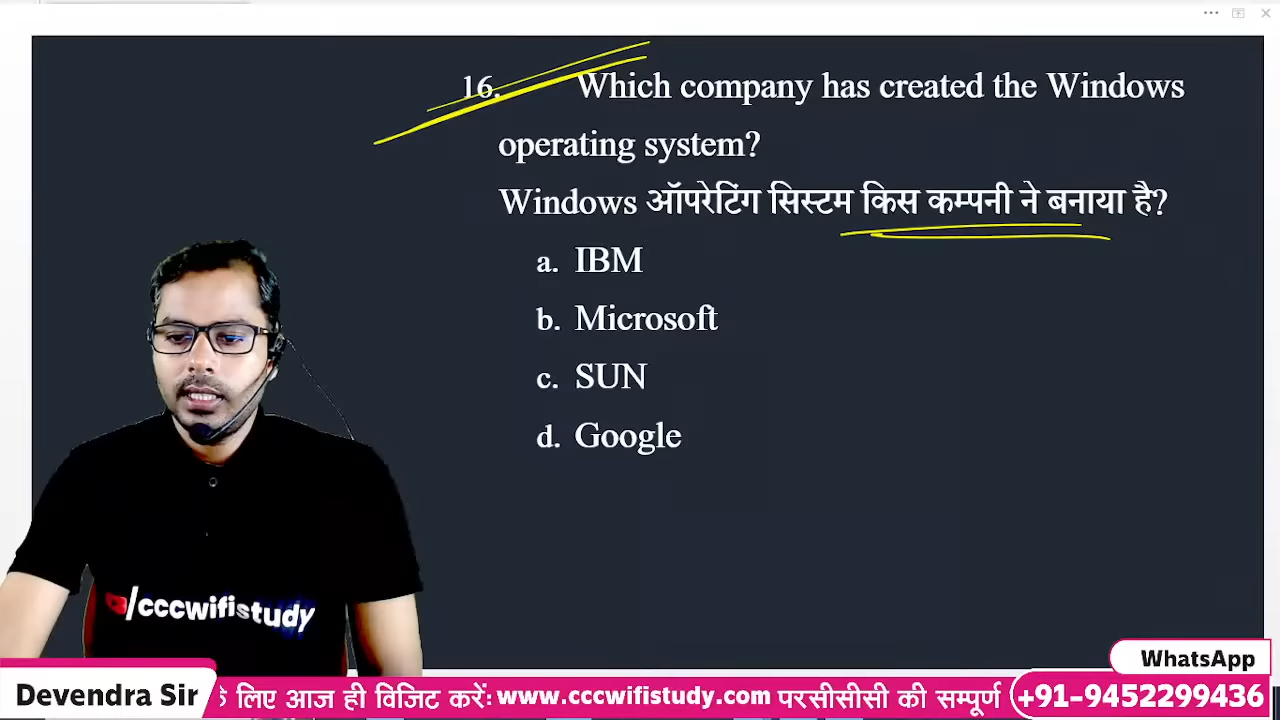 16. Which company has created the Windows
operating system?
Windows ऑपरेटिंग सिस्टम किस कम्पनी ने बनाया है?
a. IBM
b. Microsoft
c. SUN
d. Google
/cccwifistudy
WhatsApp
Devendra Sir
लिए आज ही विजिट करें: www.cccwifistudy.com परसीसीसी की सम्पूर्ण
+91-9452299436